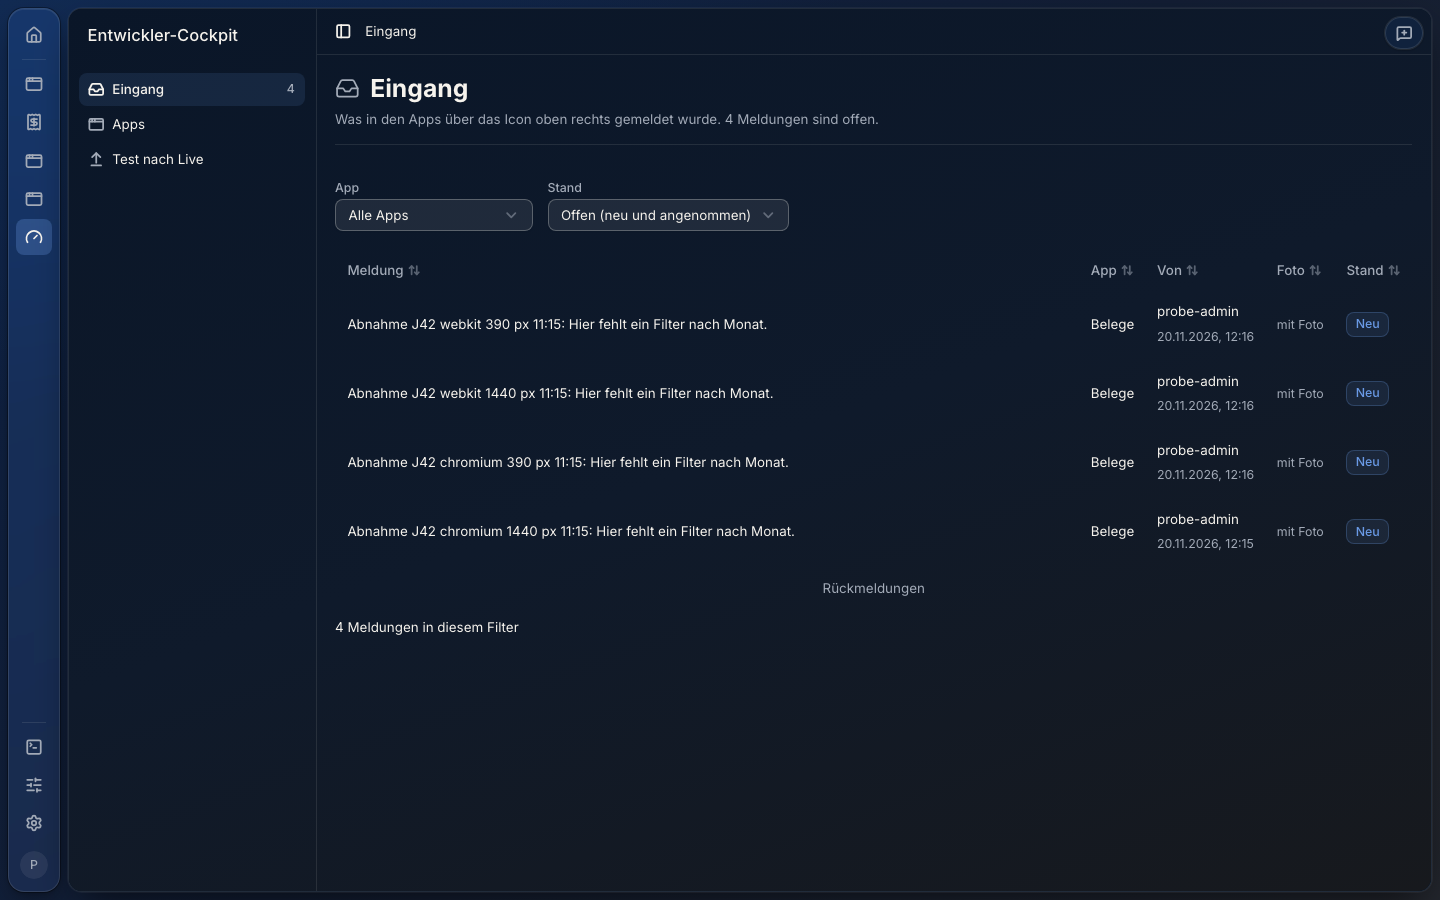 Entwickler-Cockpit
Eingang 4
Apps
Test nach Live
P
Eingang
Eingang
Was in den Apps über das Icon oben rechts gemeldet wurde. 4 Meldungen sind offen.
App Stand
Alle Apps Offen (neu und angenommen)
Meldung App Von Foto Stand
Abnahme J42 webkit 390 px 11:15: Hier fehlt ein Filter nach Monat. Belege probe-admin mit Foto Neu
20.11.2026, 12:16
Abnahme J42 webkit 1440 px 11:15: Hier fehlt ein Filter nach Monat. Belege probe-admin mit Foto Neu
20.11.2026, 12:16
Abnahme J42 chromium 390 px 11:15: Hier fehlt ein Filter nach Monat. Belege probe-admin mit Foto Neu
20.11.2026, 12:16
Abnahme J42 chromium 1440 px 11:15: Hier fehlt ein Filter nach Monat. Belege probe-admin mit Foto Neu
20.11.2026, 12:15
Rückmeldungen
4 Meldungen in diesem Filter